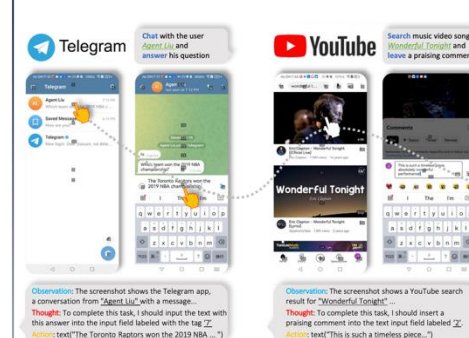 Telegram
Chat with the user
Agent Liu and
answer his question
YouTube
Search music video song
Wonderful Tonight and
leave a praising comment
Telegram
Agent Liu
Saved Messages
Telegram
Which team won the 2019 NBA
championship?
The Toronto Raptors won the
2019 NBA championship.
I
The
q w e r t y u i o p
a s d f g h j k l
z x c v b n m
Eric Clapton - Wonderful Tonight
Wonderful Tonight
Eric Clapton
Comments
This is such a timeless piece
absolutely wonderful
performance!
q w e r t y u i o
a s d f g h j k
z x c v b n
Observation: The screenshot shows the Telegram app,
a conversation from "Agent Liu" with a message...
Thought: To complete this task, I should input the text with
this answer into the input field labeled with the tag '7'
Action: text("The Toronto Raptors won the 2019 NBA ... ")
Observation: The screenshot shows a YouTube search
result for "Wonderful Tonight" ...
Thought: To complete this task, I should insert a
praising comment into the text input field labeled '2'.
Action: text("This is such a timeless piece...")